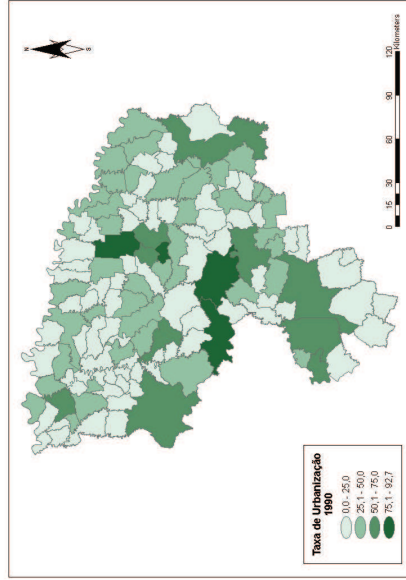 N
S
Taxa de Urbanização
1990
0,0 - 25,0
25,1 - 50,0
50,1 - 75,0
75,1 - 92,7
0 15 30 60 90 120
Kilometers